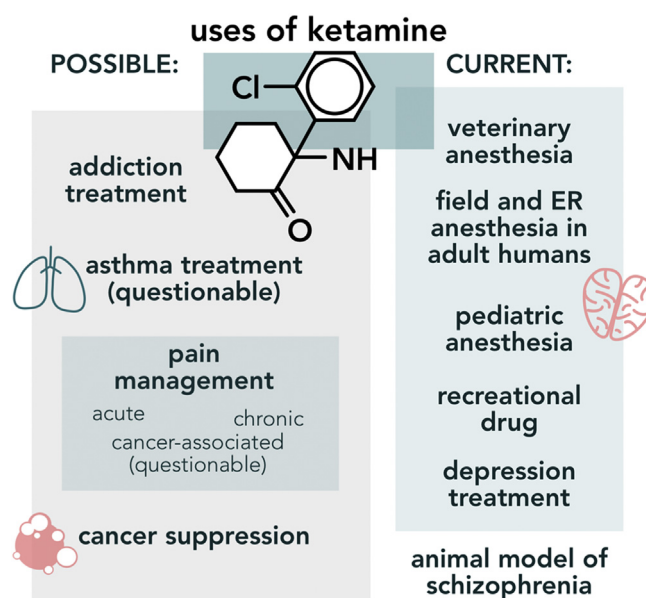 uses of ketamine
POSSIBLE:
Cl
NH
O
addiction
treatment
asthma treatment
(questionable)
pain
management
acute
chronic
cancer-associated
(questionable)
cancer suppression
CURRENT:
veterinary
anesthesia
field and ER
anesthesia in
adult humans
pediatric
anesthesia
recreational
drug
depression
treatment
animal model of
schizophrenia